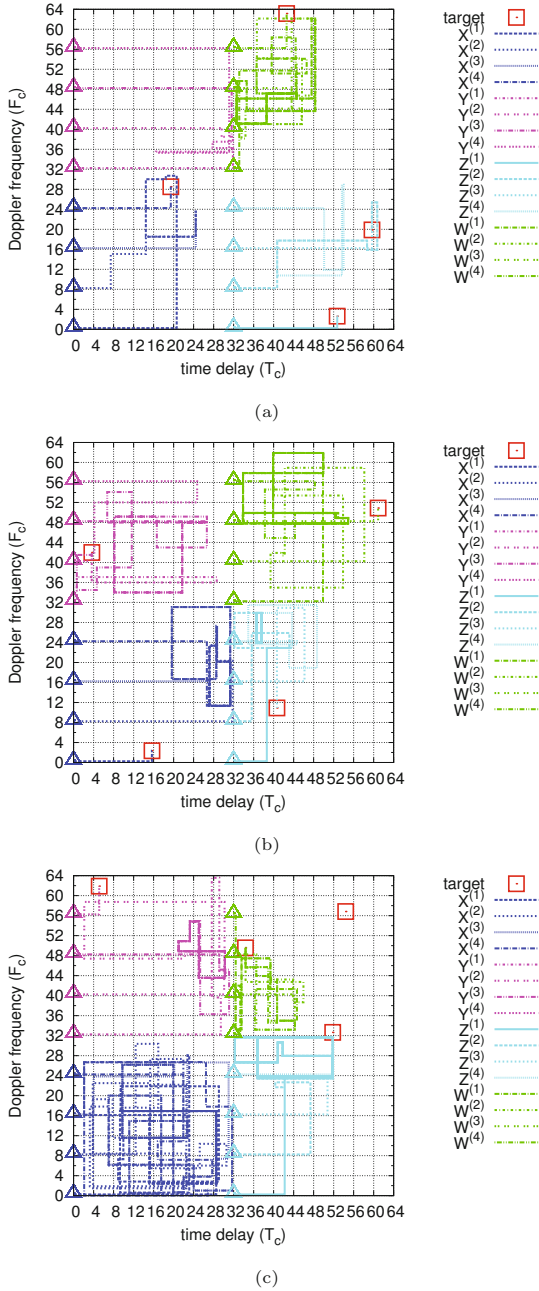 64
60
56
52
48
44
40
36
32
28
24
20
16
12
8
4
0
Doppler frequency (F_c)
0 4 8 12 16 20 24 28 32 36 40 44 48 52 56 60 64
time delay (T_c)
target
X^(1)
X^(2)
X^(3)
X^(4)
Y^(1)
Y^(2)
Y^(3)
Y^(4)
Z^(1)
Z^(2)
Z^(3)
Z^(4)
W^(1)
W^(2)
W^(3)
W^(4)
(a)
64
60
56
52
48
44
40
36
32
28
24
20
16
12
8
4
0
Doppler frequency (F_c)
0 4 8 12 16 20 24 28 32 36 40 44 48 52 56 60 64
time delay (T_c)
target
X^(1)
X^(2)
X^(3)
X^(4)
Y^(1)
Y^(2)
Y^(3)
Y^(4)
Z^(1)
Z^(2)
Z^(3)
Z^(4)
W^(1)
W^(2)
W^(3)
W^(4)
(b)
64
60
56
52
48
44
40
36
32
28
24
20
16
12
8
4
0
Doppler frequency (F_c)
0 4 8 12 16 20 24 28 32 36 40 44 48 52 56 60 64
time delay (T_c)
target
X^(1)
X^(2)
X^(3)
X^(4)
Y^(1)
Y^(2)
Y^(3)
Y^(4)
Z^(1)
Z^(2)
Z^(3)
Z^(4)
W^(1)
W^(2)
W^(3)
W^(4)
(c)